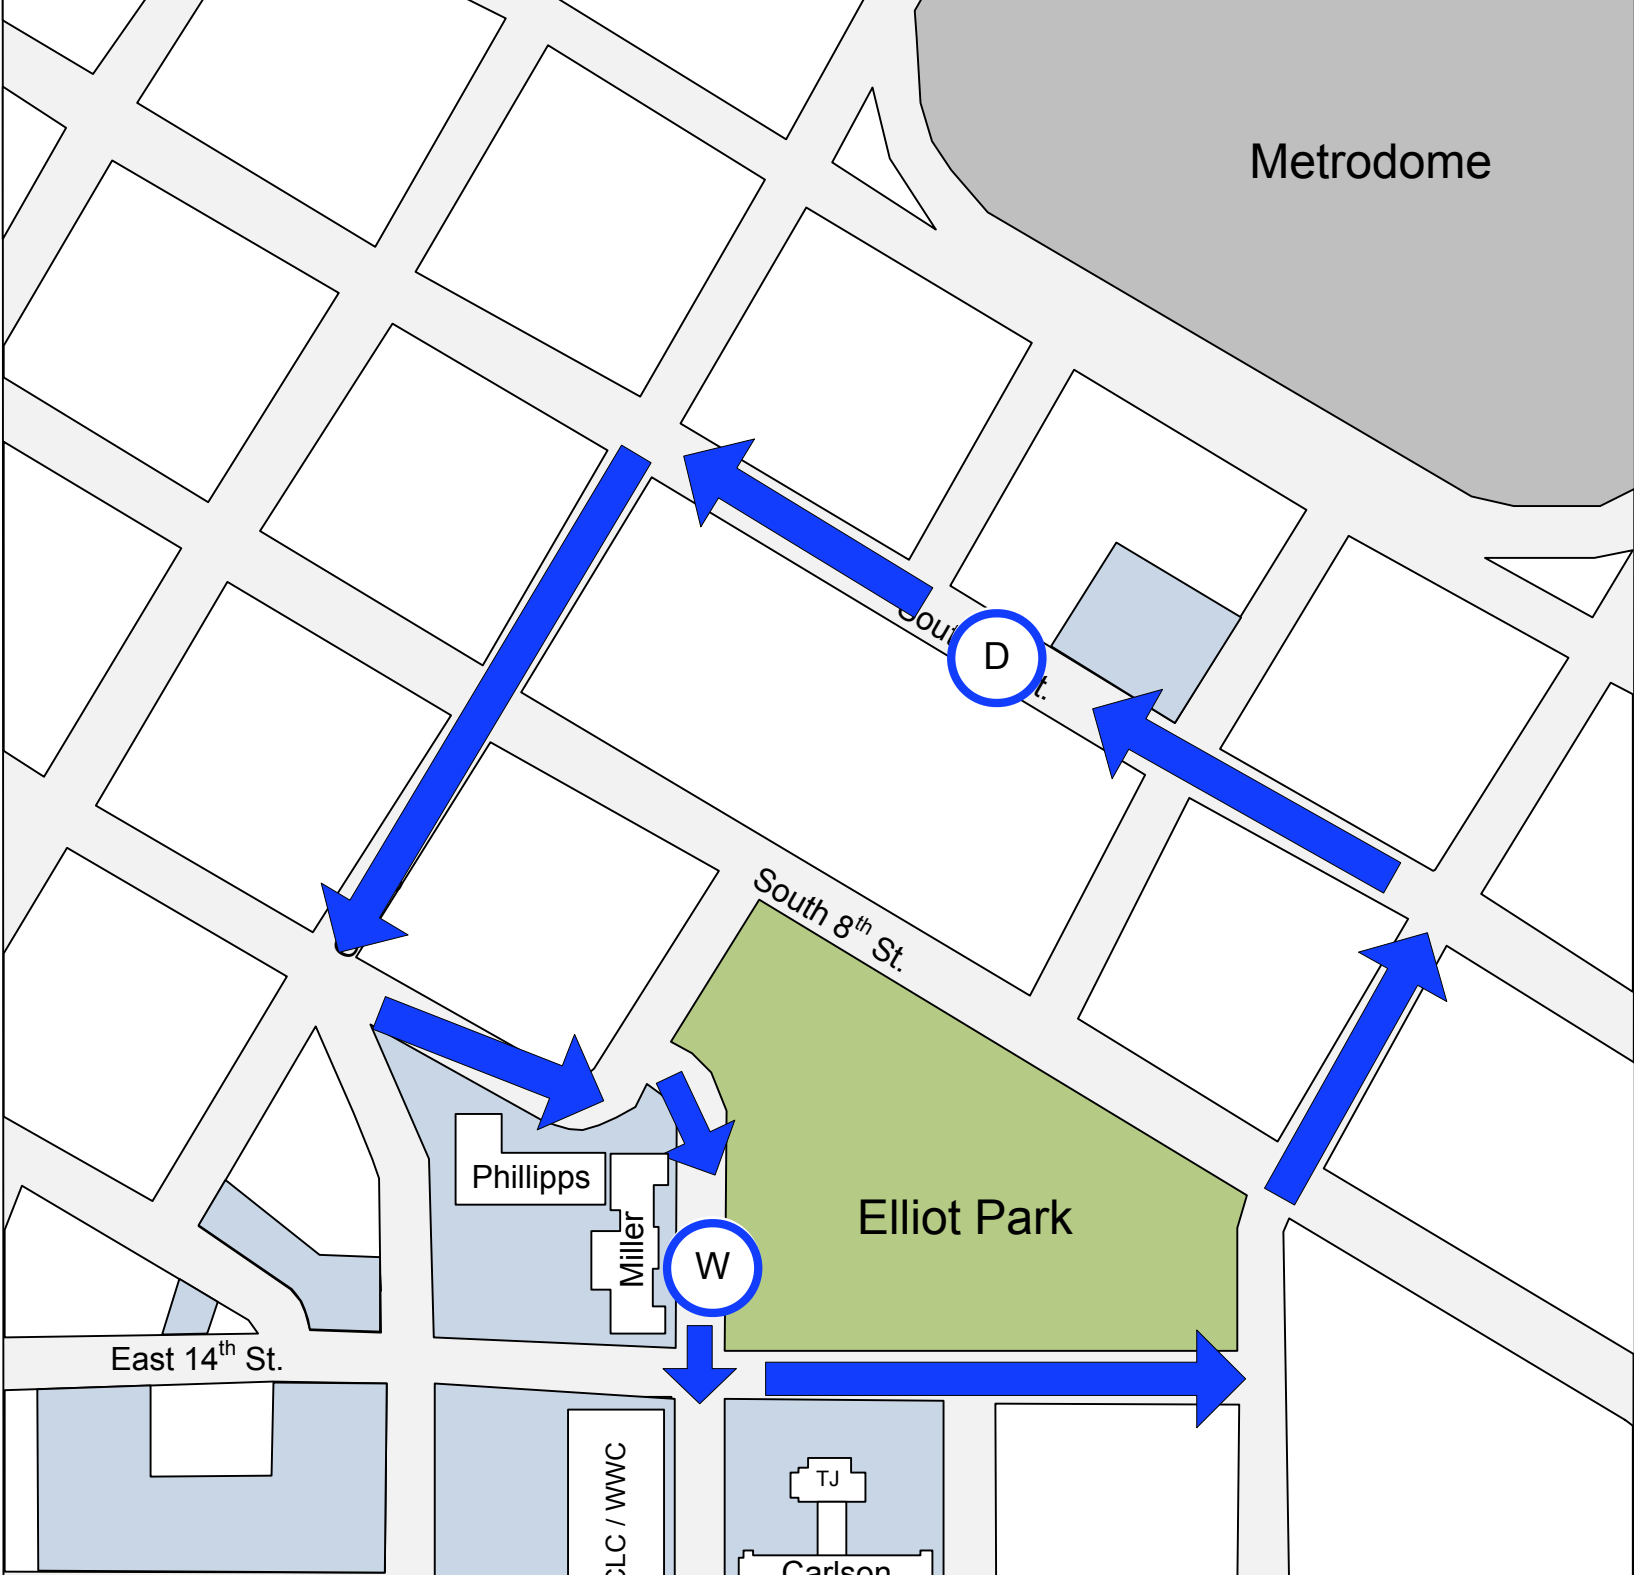 Metrodome
D
South 8th St.
Phillipps
Miller
Elliot Park
W
East 14th St.
TJ
CLC / WWC
Carlson